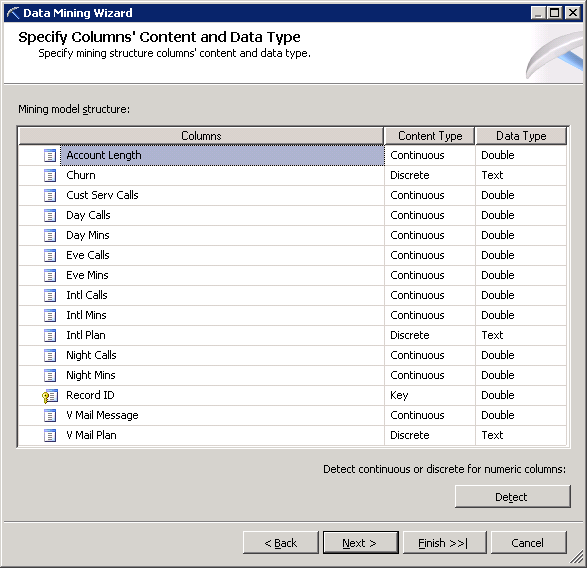 Data Mining Wizard
Specify Columns' Content and Data Type
Specify mining structure columns' content and data type.
Mining model structure:
Columns Content Type Data Type
Account Length Continuous Double
Churn Discrete Text
Cust Serv Calls Continuous Double
Day Calls Continuous Double
Day Mins Continuous Double
Eve Calls Continuous Double
Eve Mins Continuous Double
Intl Calls Continuous Double
Intl Mins Continuous Double
Intl Plan Discrete Text
Night Calls Continuous Double
Night Mins Continuous Double
Record ID Key Double
V Mail Message Continuous Double
V Mail Plan Discrete Text
Detect continuous or discrete for numeric columns:
Detect
< Back Next > Finish >>| Cancel